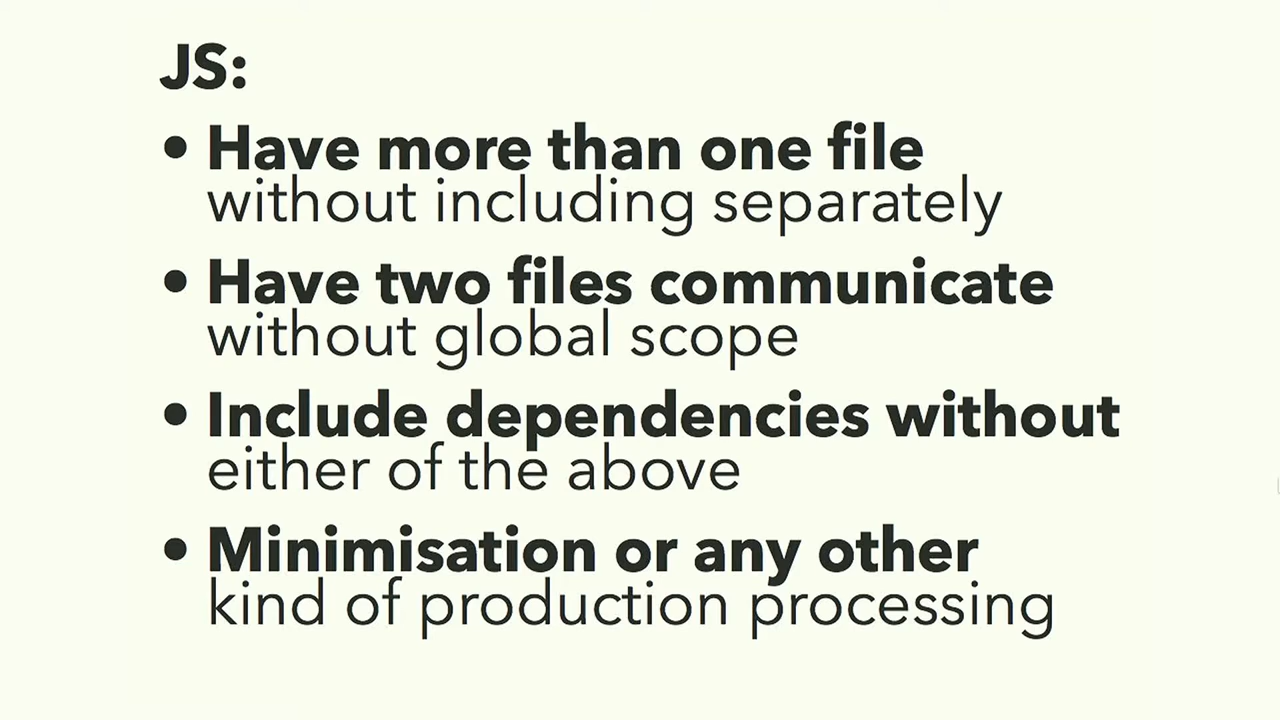 JS:
• Have more than one file
without including separately
• Have two files communicate
without global scope
• Include dependencies without
either of the above
• Minimisation or any other
kind of production processing